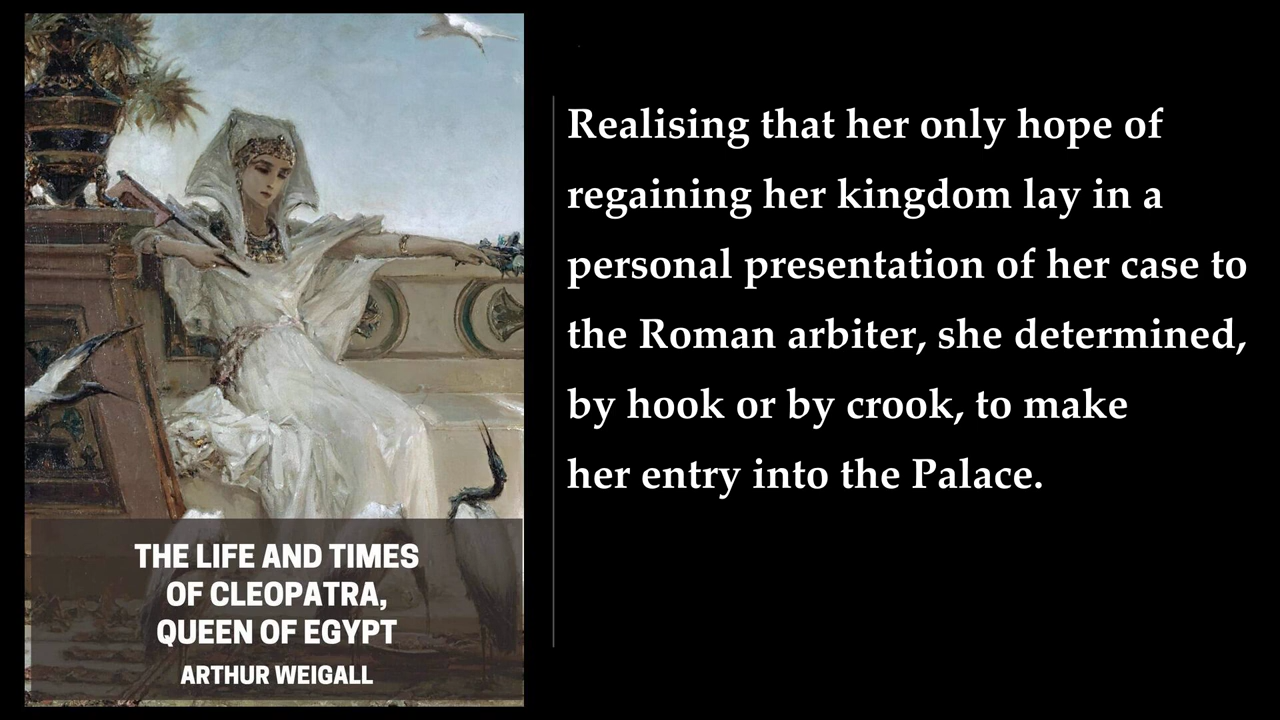 THE LIFE AND TIMES
OF CLEOPATRA,
QUEEN OF EGYPT
ARTHUR WEIGALL
Realising that her only hope of
regaining her kingdom lay in a
personal presentation of her case to
the Roman arbiter, she determined,
by hook or by crook, to make
her entry into the Palace.